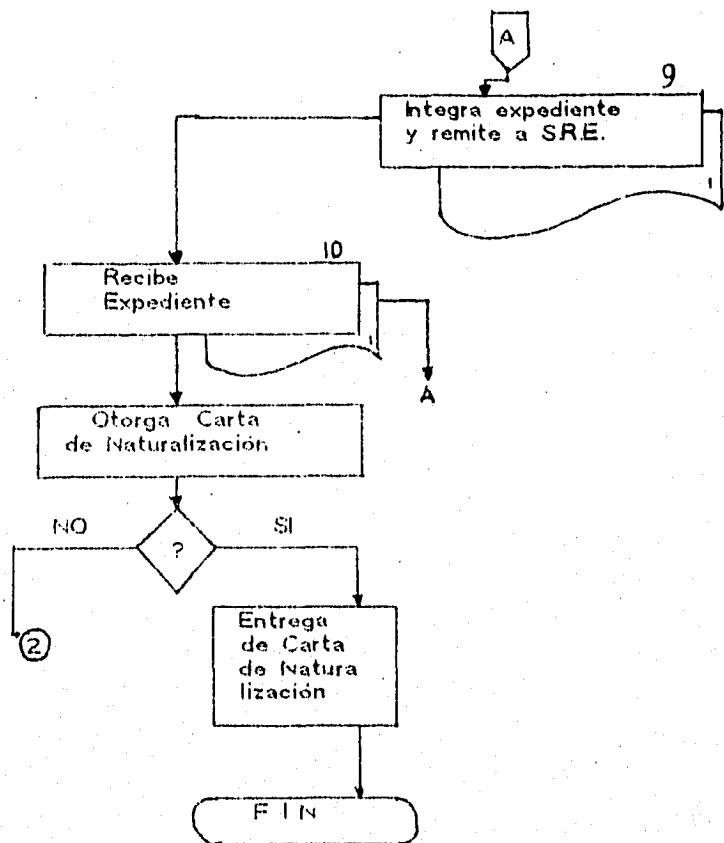 A
9
Integra expediente
y remite a S.R.E.
1
10
Recibe
Expediente
1
A
Otorga Carta
de Naturalización
NO
?
SI
2
Entrega
de Carta
de Natura
lización
FIN